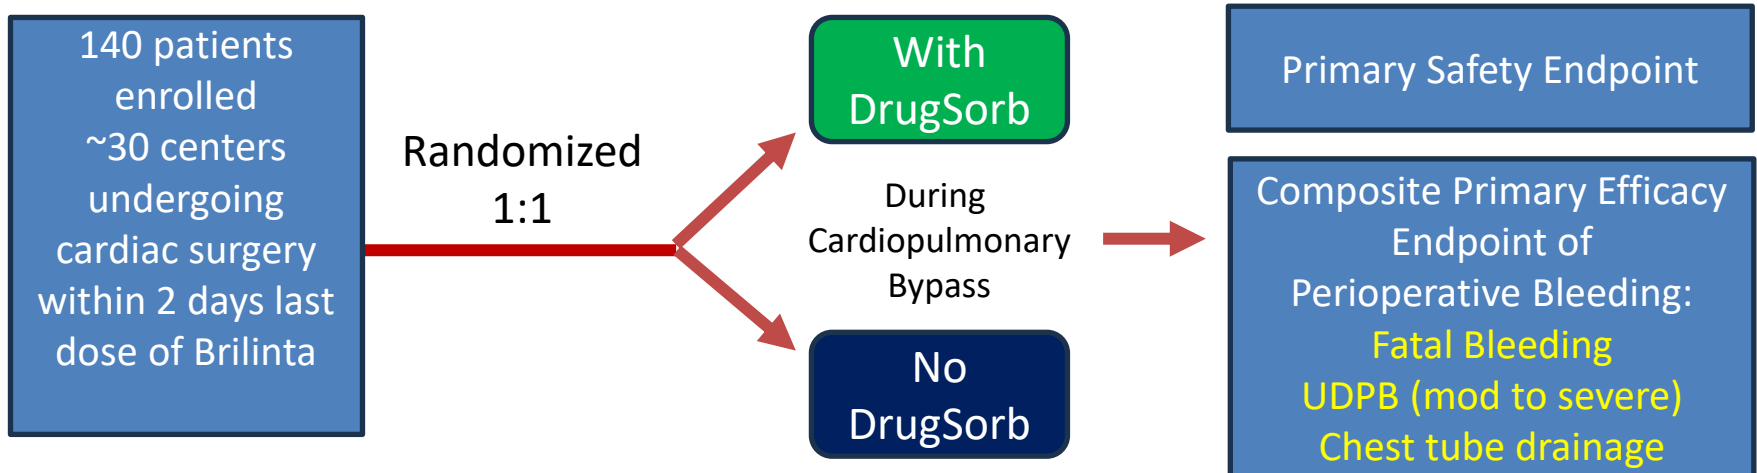 140 patients
enrolled
~30 centers
undergoing
cardiac surgery
within 2 days last
dose of Brilinta
Randomized
1:1
With
DrugSorb
During
Cardiopulmonary
Bypass
No
DrugSorb
Primary Safety Endpoint
Composite Primary Efficacy
Endpoint of
Perioperative Bleeding:
Fatal Bleeding
UDPB (mod to severe)
Chest tube drainage